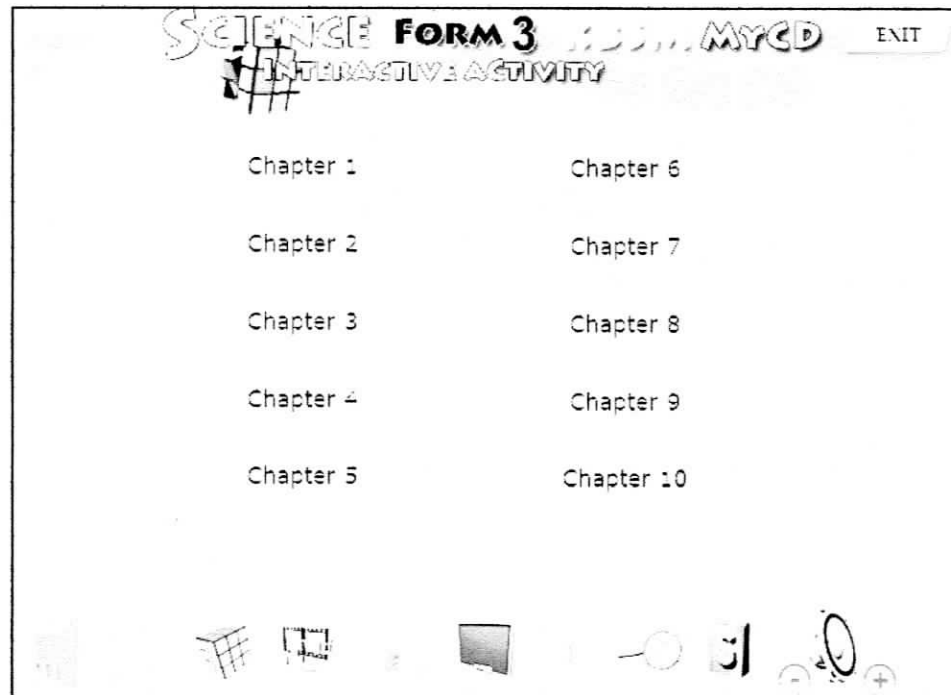 SCIENCE FORM 3 KBSM MYCD EXIT
INTERACTIVE ACTIVITY
Chapter 1 Chapter 6
Chapter 2 Chapter 7
Chapter 3 Chapter 8
Chapter 4 Chapter 9
Chapter 5 Chapter 10
- +